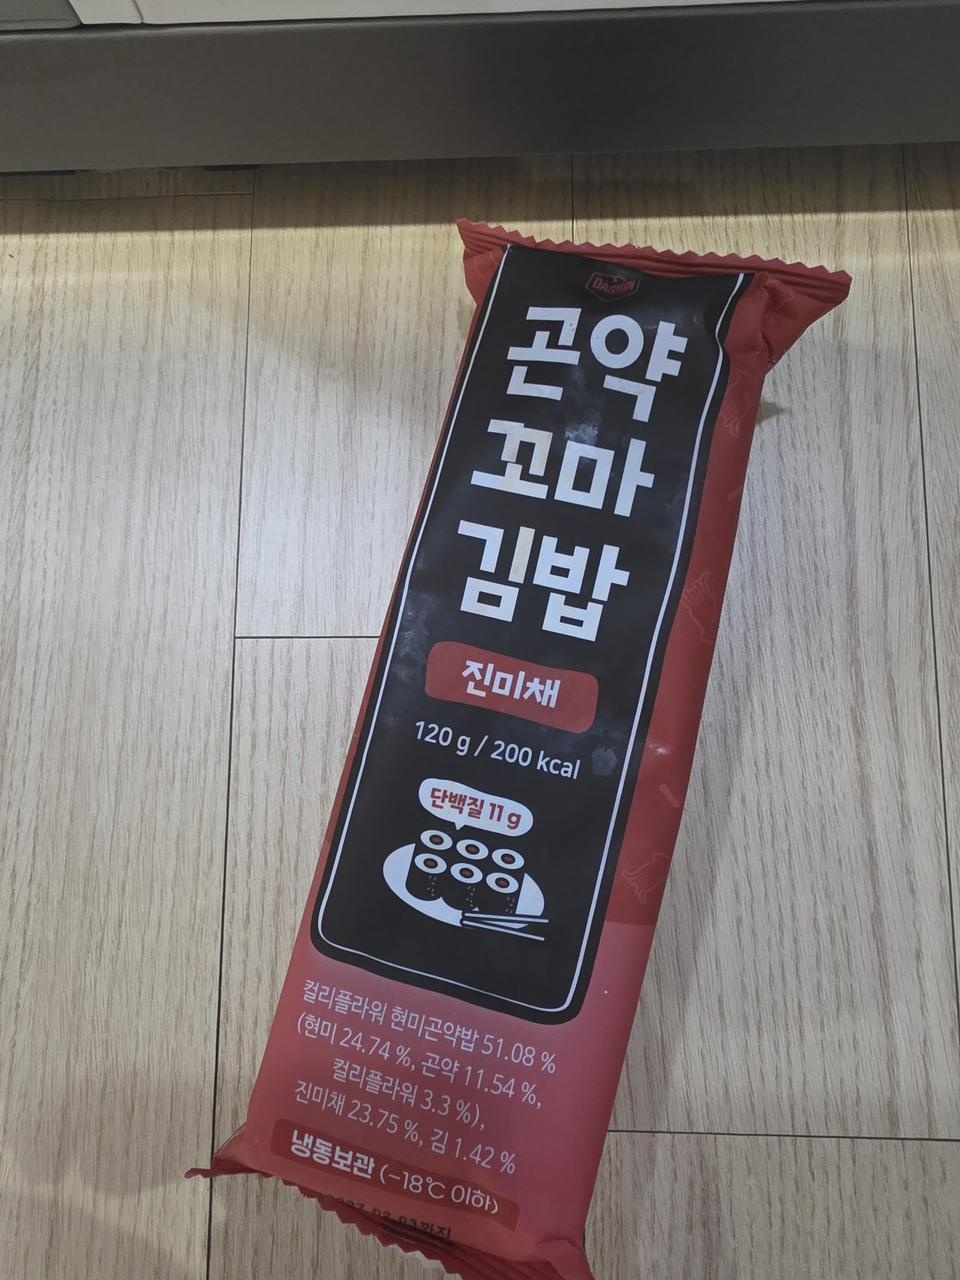 DASHIN
곤약
꼬마
김밥
진미채
120 g / 200 kcal
단백질 11 g
컬리플라워 현미곤약밥 51.08 %
(현미 24.74 %, 곤약 11.54 %,
컬리플라워 3.3 %),
진미채 23.75 %, 김 1.42 %
냉동보관 (-18℃ 이하)